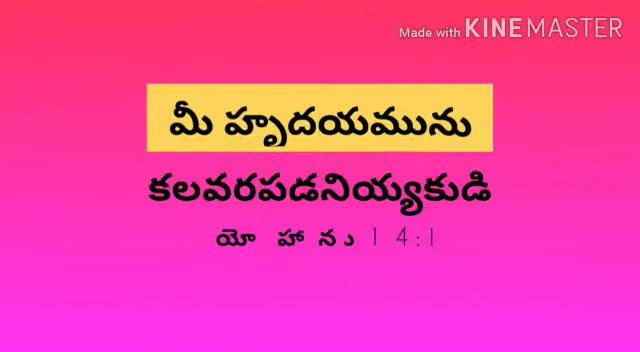 Made with KINEMASTER
మీ హృదయమును
కలవరపడనియ్యకుడి
యోహాను 14:1